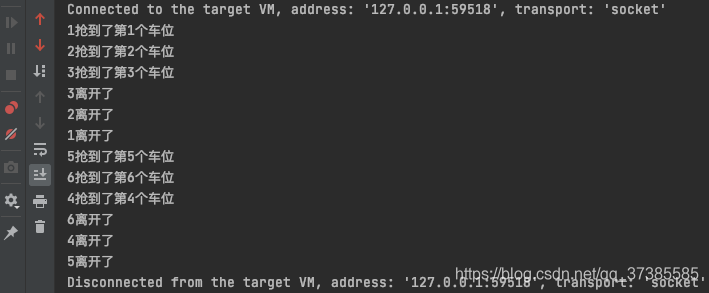 Connected to the target VM, address: '127.0.0.1:59518', transport: 'socket'
1抢到了第1个车位
2抢到了第2个车位
3抢到了第3个车位
3离开了
2离开了
1离开了
5抢到了第5个车位
6抢到了第6个车位
4抢到了第4个车位
6离开了
4离开了
5离开了
https://blog.csdn.net/qq_37385585
Disconnected from the target VM, address: '127.0.0.1:59518', transport: 'socket'